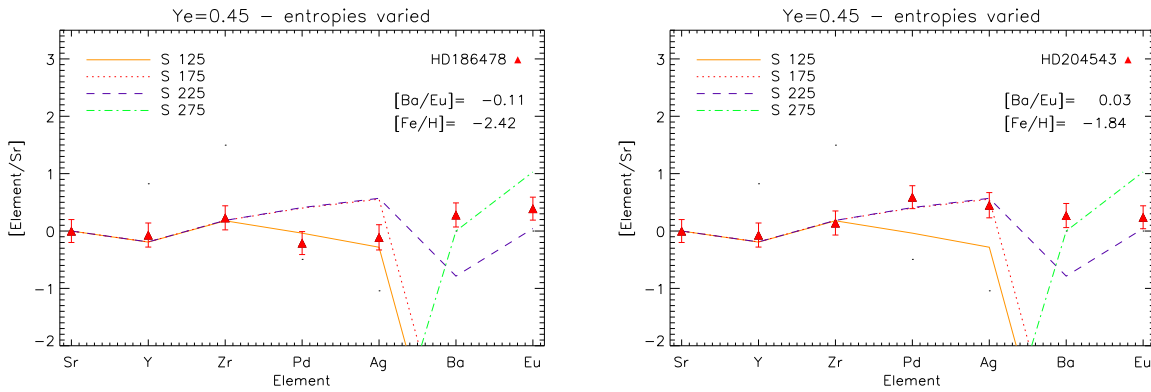 Ye=0.45 – entropies varied
S 125
S 175
S 225
S 275
HD186478
[Ba/Eu]= −0.11
[Fe/H]= −2.42
[Element/Sr]
3
2
1
0
−1
−2
Sr Y Zr Pd Ag Ba Eu
Element
Ye=0.45 – entropies varied
S 125
S 175
S 225
S 275
HD204543
[Ba/Eu]= 0.03
[Fe/H]= −1.84
[Element/Sr]
3
2
1
0
−1
−2
Sr Y Zr Pd Ag Ba Eu
Element